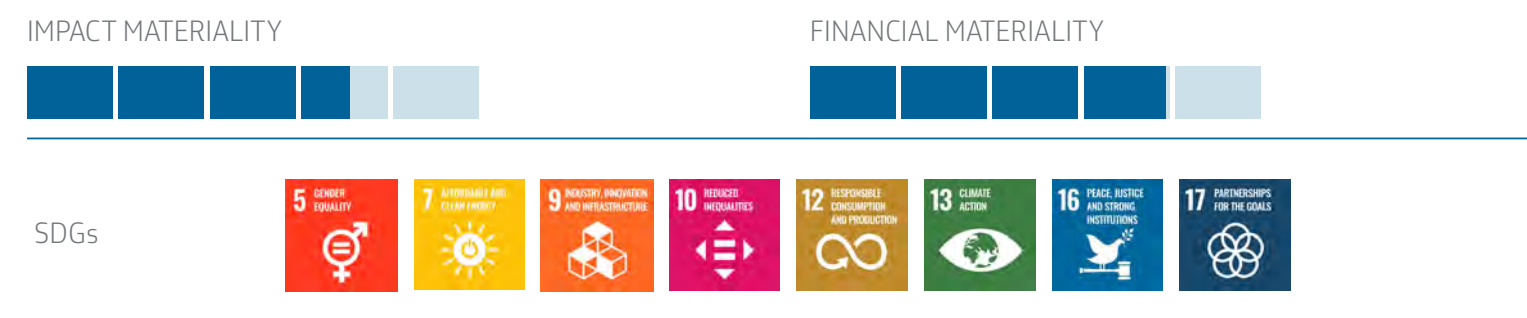 IMPACT MATERIALITY
FINANCIAL MATERIALITY
SDGs
5 GENDER
EQUALITY
7 AFFORDABLE AND
CLEAN ENERGY
9 INDUSTRY, INNOVATION
AND INFRASTRUCTURE
10 REDUCED
INEQUALITIES
12 RESPONSIBLE
CONSUMPTION
AND PRODUCTION
13 CLIMATE
ACTION
16 PEACE, JUSTICE
AND STRONG
INSTITUTIONS
17 PARTNERSHIPS
FOR THE GOALS